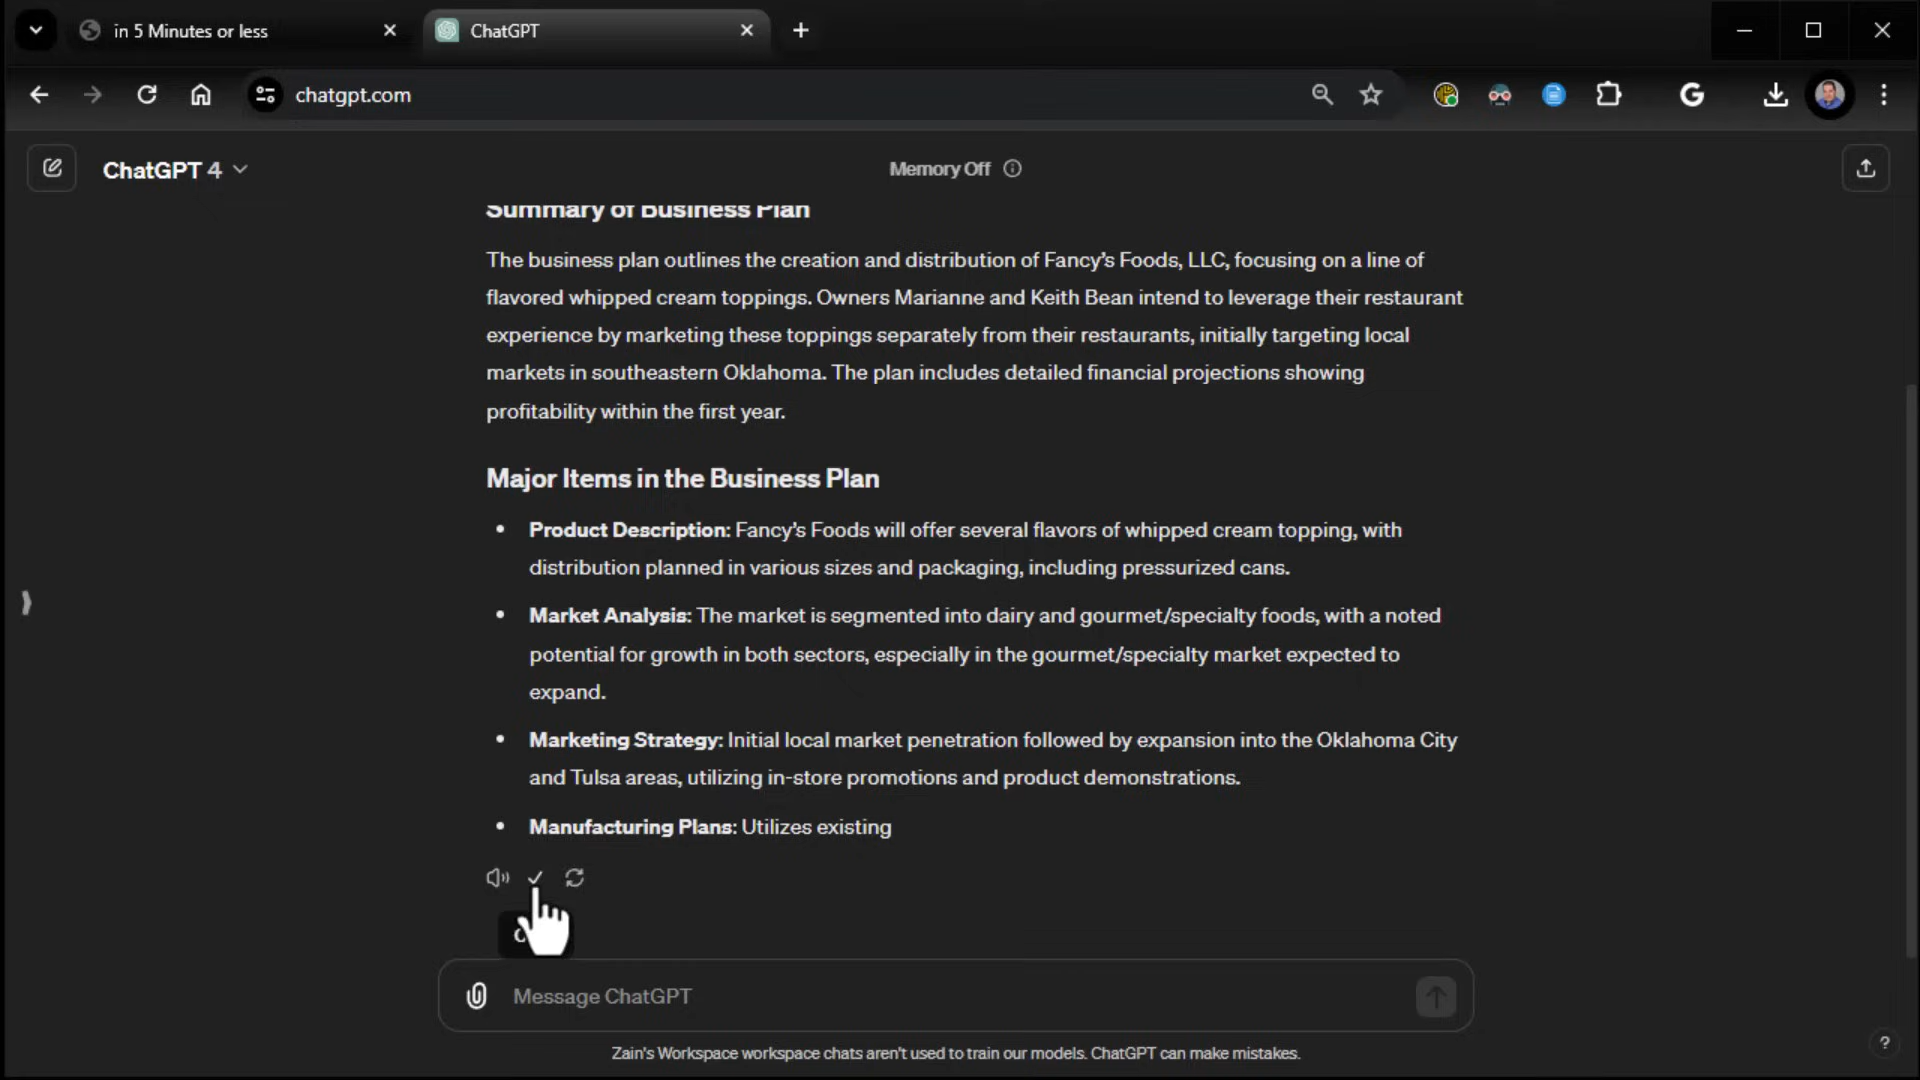 in 5 Minutes or less
ChatGPT
chatgpt.com
ChatGPT 4
Memory Off
Summary of Business Plan
The business plan outlines the creation and distribution of Fancy's Foods, LLC, focusing on a line of
flavored whipped cream toppings. Owners Marianne and Keith Bean intend to leverage their restaurant
experience by marketing these toppings separately from their restaurants, initially targeting local
markets in southeastern Oklahoma. The plan includes detailed financial projections showing
profitability within the first year.
Major Items in the Business Plan
• Product Description: Fancy's Foods will offer several flavors of whipped cream topping, with
distribution planned in various sizes and packaging, including pressurized cans.
• Market Analysis: The market is segmented into dairy and gourmet/specialty foods, with a noted
potential for growth in both sectors, especially in the gourmet/specialty market expected to
expand.
• Marketing Strategy: Initial local market penetration followed by expansion into the Oklahoma City
and Tulsa areas, utilizing in-store promotions and product demonstrations.
• Manufacturing Plans: Utilizes existing
Message ChatGPT
Zain's Workspace workspace chats aren't used to train our models. ChatGPT can make mistakes.
?